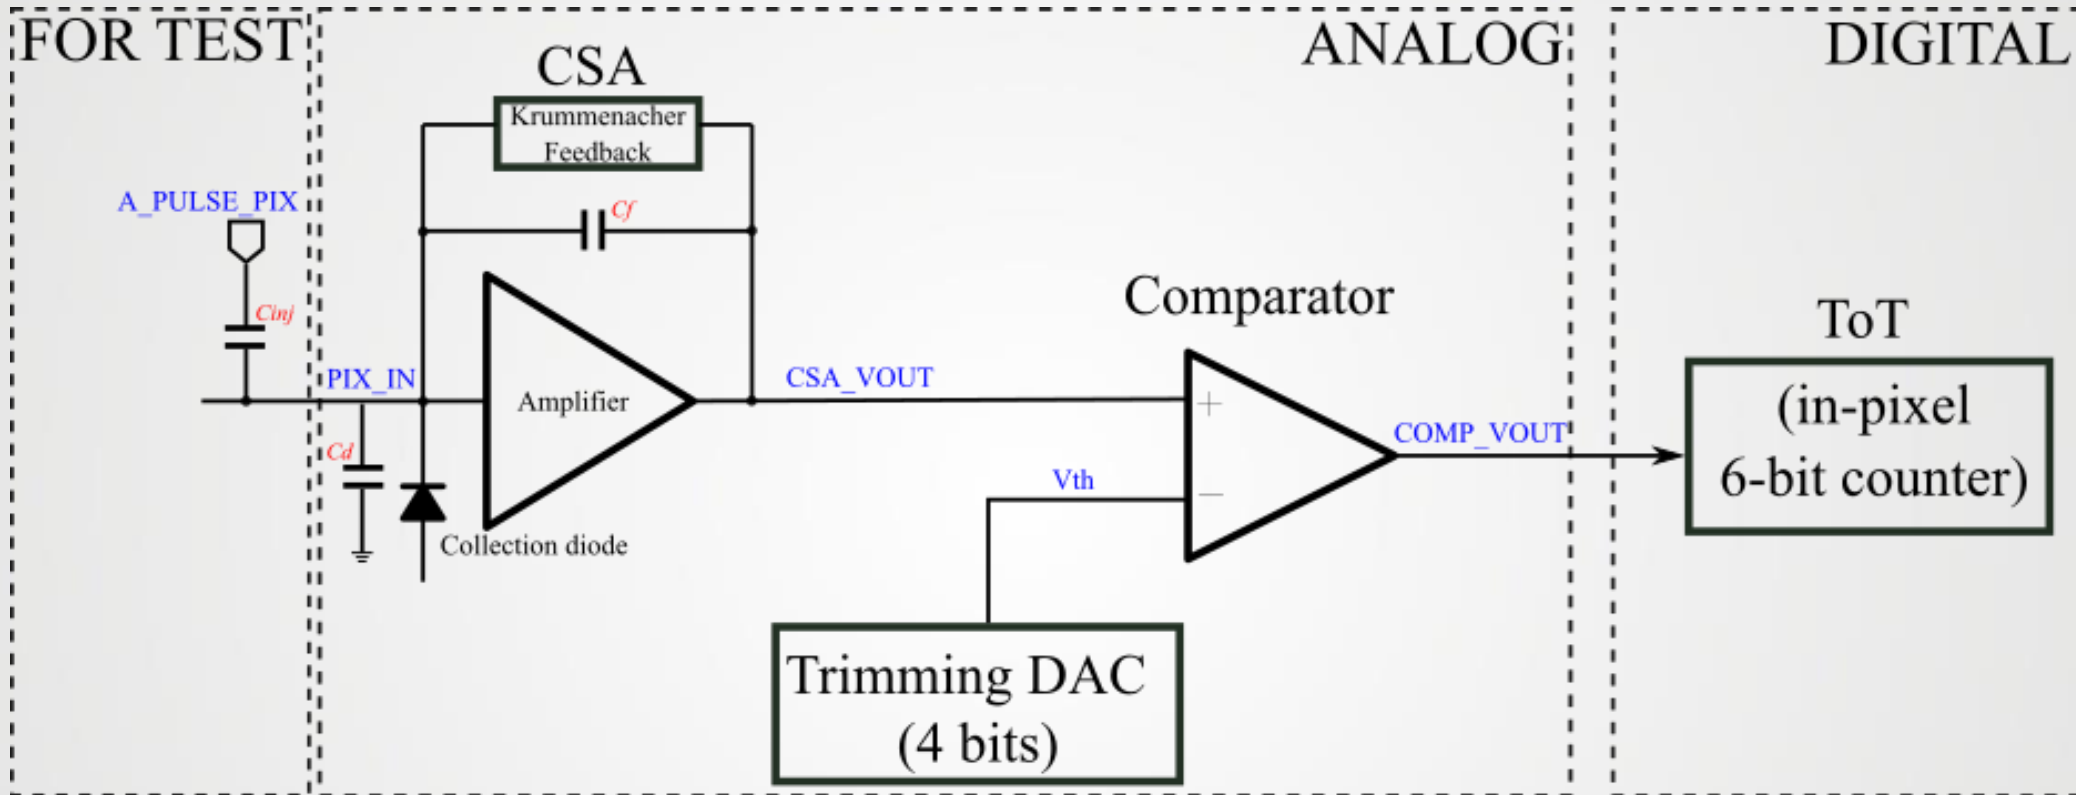 FOR TEST
ANALOG
DIGITAL
CSA
Krummenacher
Feedback
A_PULSE_PIX
Cf
Cinj
Comparator
ToT
PIX_IN
Amplifier
CSA_VOUT
+
(in-pixel
6-bit counter)
COMP_VOUT
Cd
Vth
−
Collection diode
Trimming DAC
(4 bits)